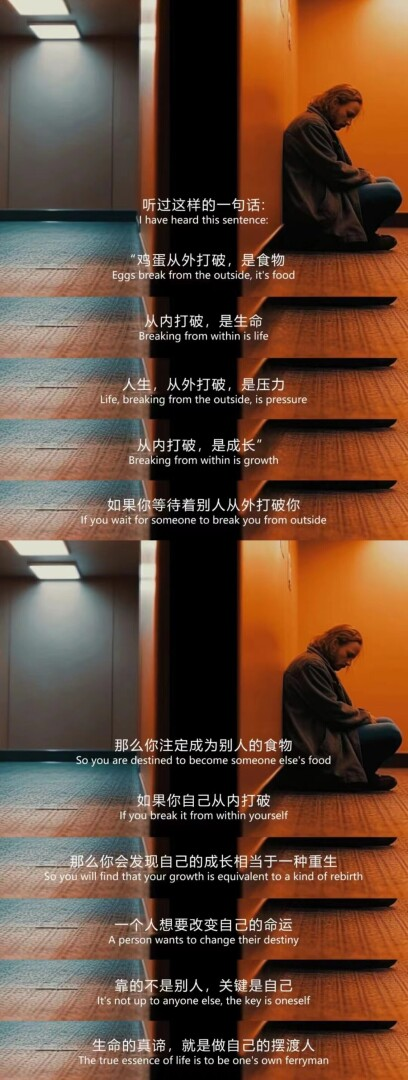 听过这样的一句话:
I have heard this sentence:
“鸡蛋从外打破，是食物
Eggs break from the outside, it's food
从内打破，是生命
Breaking from within is life
人生，从外打破，是压力
Life, breaking from the outside, is pressure
从内打破，是成长”
Breaking from within is growth
如果你等待着别人从外打破你
If you wait for someone to break you from outside
那么你注定成为别人的食物
So you are destined to become someone else's food
如果你自己从内打破
If you break it from within yourself
那么你会发现自己的成长相当于一种重生
So you will find that your growth is equivalent to a kind of rebirth
一个人想要改变自己的命运
A person wants to change their destiny
靠的不是别人，关键是自己
It's not up to anyone else, the key is oneself
生命的真谛，就是做自己的摆渡人
The true essence of life is to be one's own ferryman